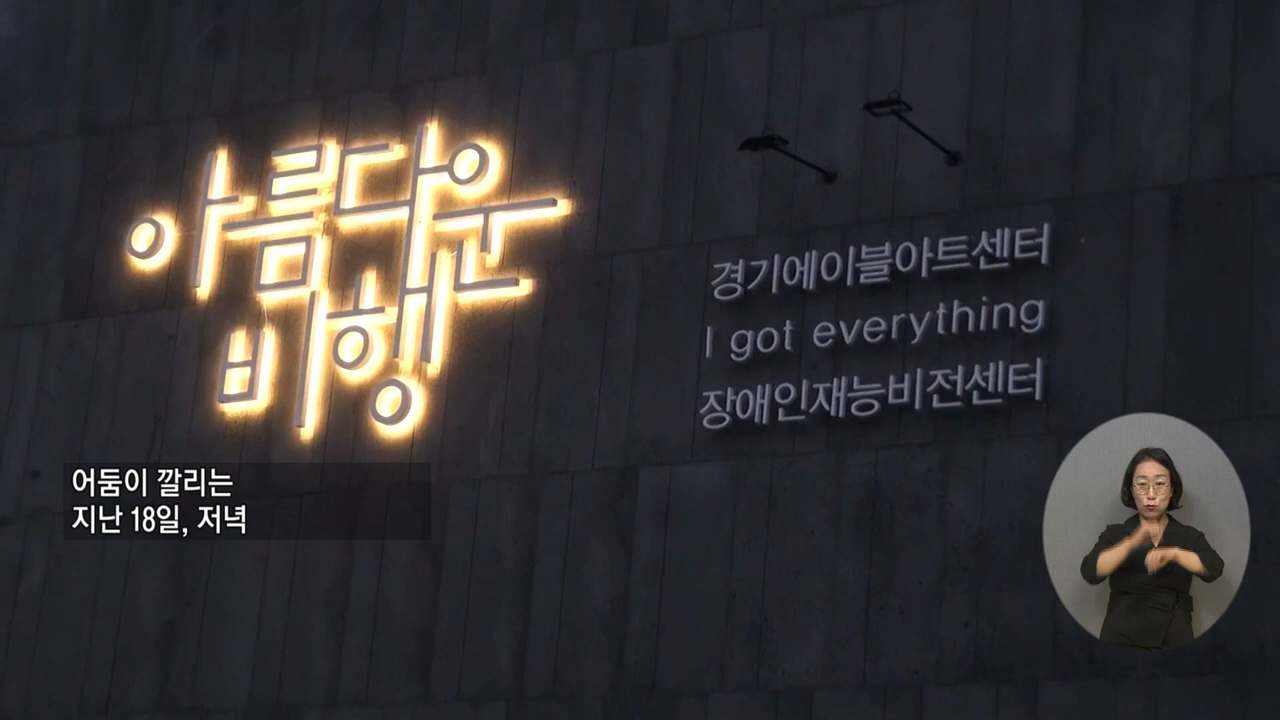 아름다운
비행
경기에이블아트센터
I got everything
장애인재능비전센터
어둠이 깔리는
지난 18일, 저녁